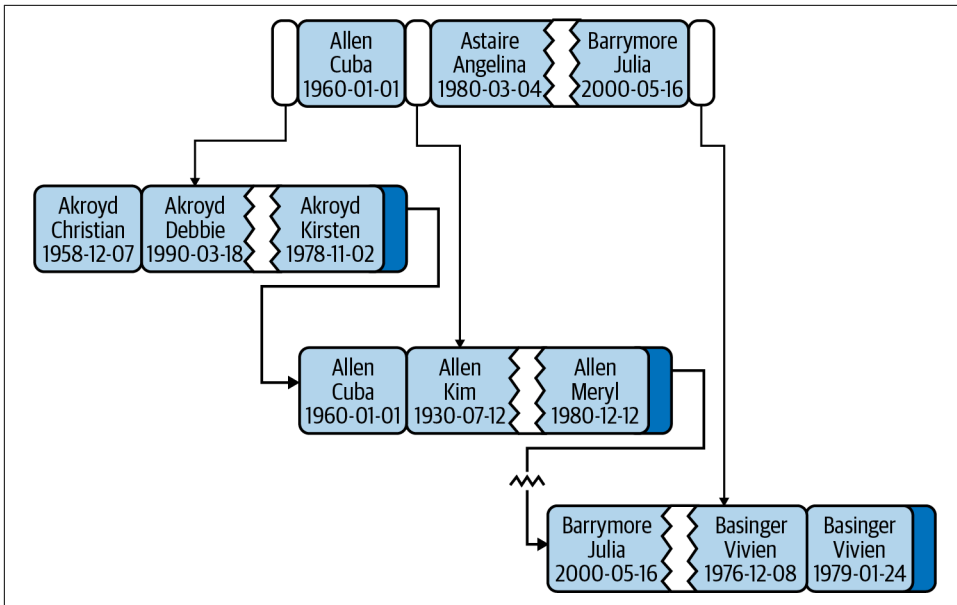 Allen
Cuba
1960-01-01
Astaire
Angelina
1980-03-04
Barrymore
Julia
2000-05-16
Akroyd
Christian
1958-12-07
Akroyd
Debbie
1990-03-18
Akroyd
Kirsten
1978-11-02
Allen
Cuba
1960-01-01
Allen
Kim
1930-07-12
Allen
Meryl
1980-12-12
Barrymore
Julia
2000-05-16
Basinger
Vivien
1976-12-08
Basinger
Vivien
1979-01-24